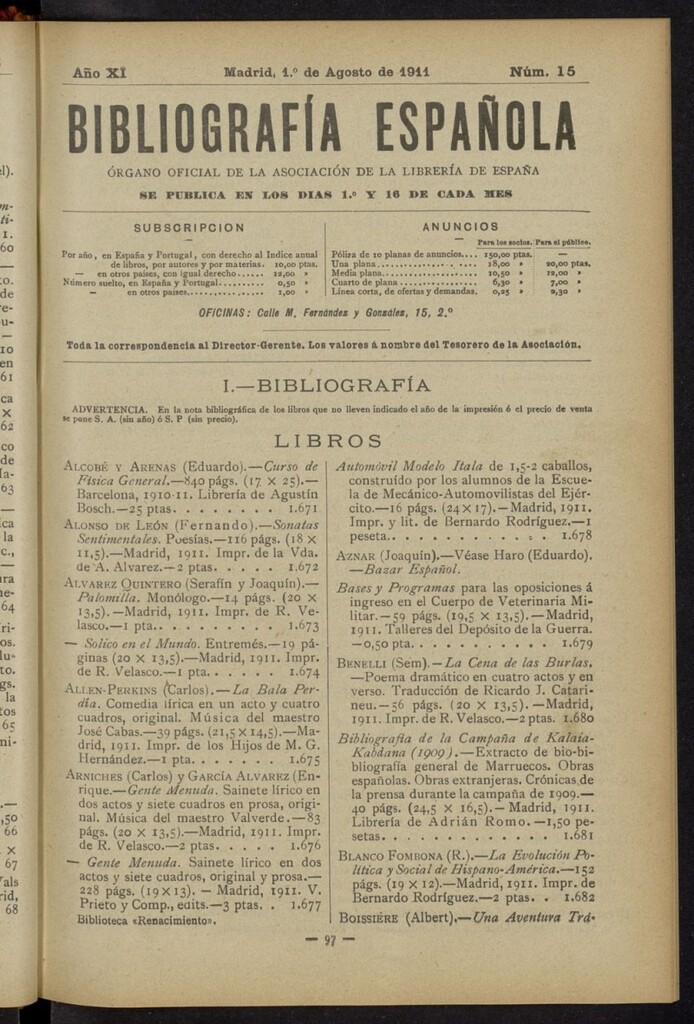 Año XI Madrid, 1.º de Agosto de 1911 Núm. 15
BIBLIOGRAFÍA ESPAÑOLA
ÓRGANO OFICIAL DE LA ASOCIACIÓN DE LA LIBRERÍA DE ESPAÑA
SE PUBLICA EN LOS DIAS 1.º Y 16 DE CADA MES
SUBSCRIPCION
Por año, en España y Portugal, con derecho al Indice anual
de libros, por autores y por materias. 10,00 ptas.
— en otros países, con igual derecho...... 12,00 »
Número suelto, en España y Portugal......... 0,50 »
— en otros países................ 1,00 »
ANUNCIOS
Para los socios. Para el público.
Póliza de 10 planas de anuncios.... 150,00 ptas. —
Una plana.................... 18,00 » 20,00 ptas.
Media plana.................. 10,50 » 12,00 »
Cuarto de plana............... 6,30 » 7,00 »
Línea corta, de ofertas y demandas. 0,25 » 0,30 »
OFICINAS: Calle M. Fernández y González, 15, 2.º
Toda la correspondencia al Director-Gerente. Los valores á nombre del Tesorero de la Asociación.
I.—BIBLIOGRAFÍA
ADVERTENCIA. En la nota bibliográfica de los libros que no lleven indicado el año de la impresión ó el precio de venta
se pone S. A. (sin año) ó S. P (sin precio).
LIBROS
ALCOBÉ Y ARENAS (Eduardo).—Curso de
Física General.—840 págs. (17 × 25).—
Barcelona, 1910-11. Librería de Agustín
Bosch.—25 ptas. . . . . . . . 1.671
ALONSO DE LEÓN (Fernando).—Sonatas
Sentimentales. Poesías.—116 págs. (18 ×
11,5).—Madrid, 1911. Impr. de la Vda.
de A. Alvarez.—2 ptas. . . . . 1.672
ALVAREZ QUINTERO (Serafín y Joaquín).—
Palomilla. Monólogo.—14 págs. (20 ×
13,5).—Madrid, 1911. Impr. de R. Ve-
lasco.—1 pta. . . . . . . . . 1.673
— Solico en el Mundo. Entremés.—19 pá-
ginas (20 × 13,5).—Madrid, 1911. Impr.
de R. Velasco.—1 pta. . . . . . 1.674
ALLEN-PERKINS (Carlos).—La Bala Per-
día. Comedia lírica en un acto y cuatro
cuadros, original. Música del maestro
José Cabas.—39 págs. (21,5 × 14,5).—Ma-
drid, 1911. Impr. de los Hijos de M. G.
Hernández.—1 pta. . . . . . . 1.675
ARNICHES (Carlos) y GARCÍA ALVAREZ (En-
rique.—Gente Menuda. Sainete lírico en
dos actos y siete cuadros en prosa, origi-
nal. Música del maestro Valverde.—83
págs. (20 × 13,5).—Madrid, 1911. Impr.
de R. Velasco.—2 ptas. . . . . 1.676
— Gente Menuda. Sainete lírico en dos
actos y siete cuadros, original y prosa.—
228 págs. (19 × 13).—Madrid, 1911. V.
Prieto y Comp., edits.—3 ptas. . 1.677
Biblioteca «Renacimiento».
Automóvil Modelo Itala de 1,5-2 caballos,
construído por los alumnos de la Escue-
la de Mecánico-Automovilistas del Ejér-
cito.—16 págs. (24 × 17).—Madrid, 1911.
Impr. y lit. de Bernardo Rodríguez.—1
peseta. . . . . . . . . . . . 1.678
AZNAR (Joaquín).—Véase Haro (Eduardo).
—Bazar Español.
Bases y Programas para las oposiciones á
ingreso en el Cuerpo de Veterinaria Mi-
litar.—59 págs. (19,5 × 13,5).—Madrid,
1911. Talleres del Depósito de la Guerra.
—0,50 pta. . . . . . . . . . . 1.679
BENELLI (Sem).—La Cena de las Burlas.
—Poema dramático en cuatro actos y en
verso. Traducción de Ricardo J. Catari-
neu.—56 págs. (20 × 13,5).—Madrid,
1911. Impr. de R. Velasco.—2 ptas. 1.680
Bibliografía de la Campaña de Kalaia-
Kabdana (1909).—Extracto de bio-bi-
bliografía general de Marruecos. Obras
españolas. Obras extranjeras. Crónicas de
la prensa durante la campaña de 1909.—
40 págs. (24,5 × 16,5).—Madrid, 1911.
Librería de Adrián Romo.—1,50 pe-
setas. . . . . . . . . . . . . 1.681
BLANCO FOMBONA (R.).—La Evolución Po-
lítica y Social de Hispano-América.—152
págs. (19 × 12).—Madrid, 1911. Impr. de
Bernardo Rodríguez.—2 ptas. . 1.682
BOISSIÉRE (Albert).—Una Aventura Trá-
— 97 —